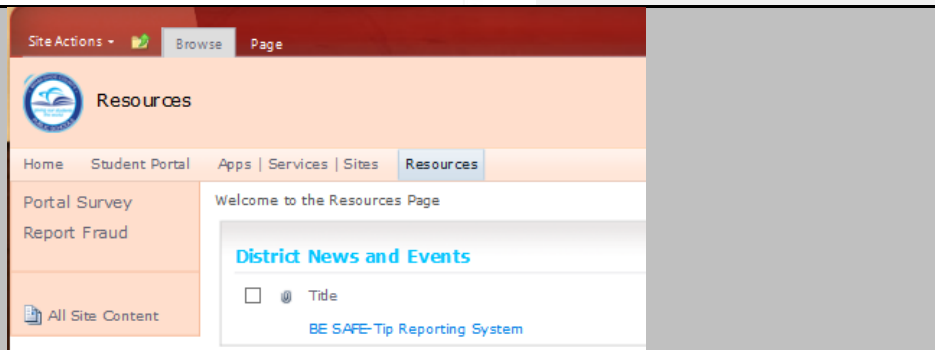 Site Actions Browse Page
Resources
Home Student Portal Apps | Services | Sites Resources
Portal Survey
Report Fraud
All Site Content
Welcome to the Resources Page
District News and Events
Title
BE SAFE-Tip Reporting System